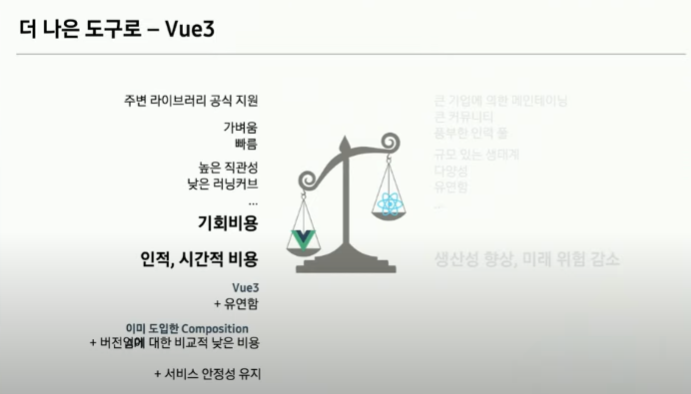 더 나은 도구로 – Vue3
주변 라이브러리 공식 지원
가벼움
빠름
높은 직관성
낮은 러닝커브
...
기회비용
인적, 시간적 비용
Vue3
+ 유연함
이미 도입한 Composition
+ 버전업에 대한 비교적 낮은 비용
+ 서비스 안정성 유지
큰 기업에 의한 메인테이닝
큰 커뮤니티
풍부한 인력 풀
규모 있는 생태계
다양성
유연함
...
생산성 향상, 미래 위험 감소